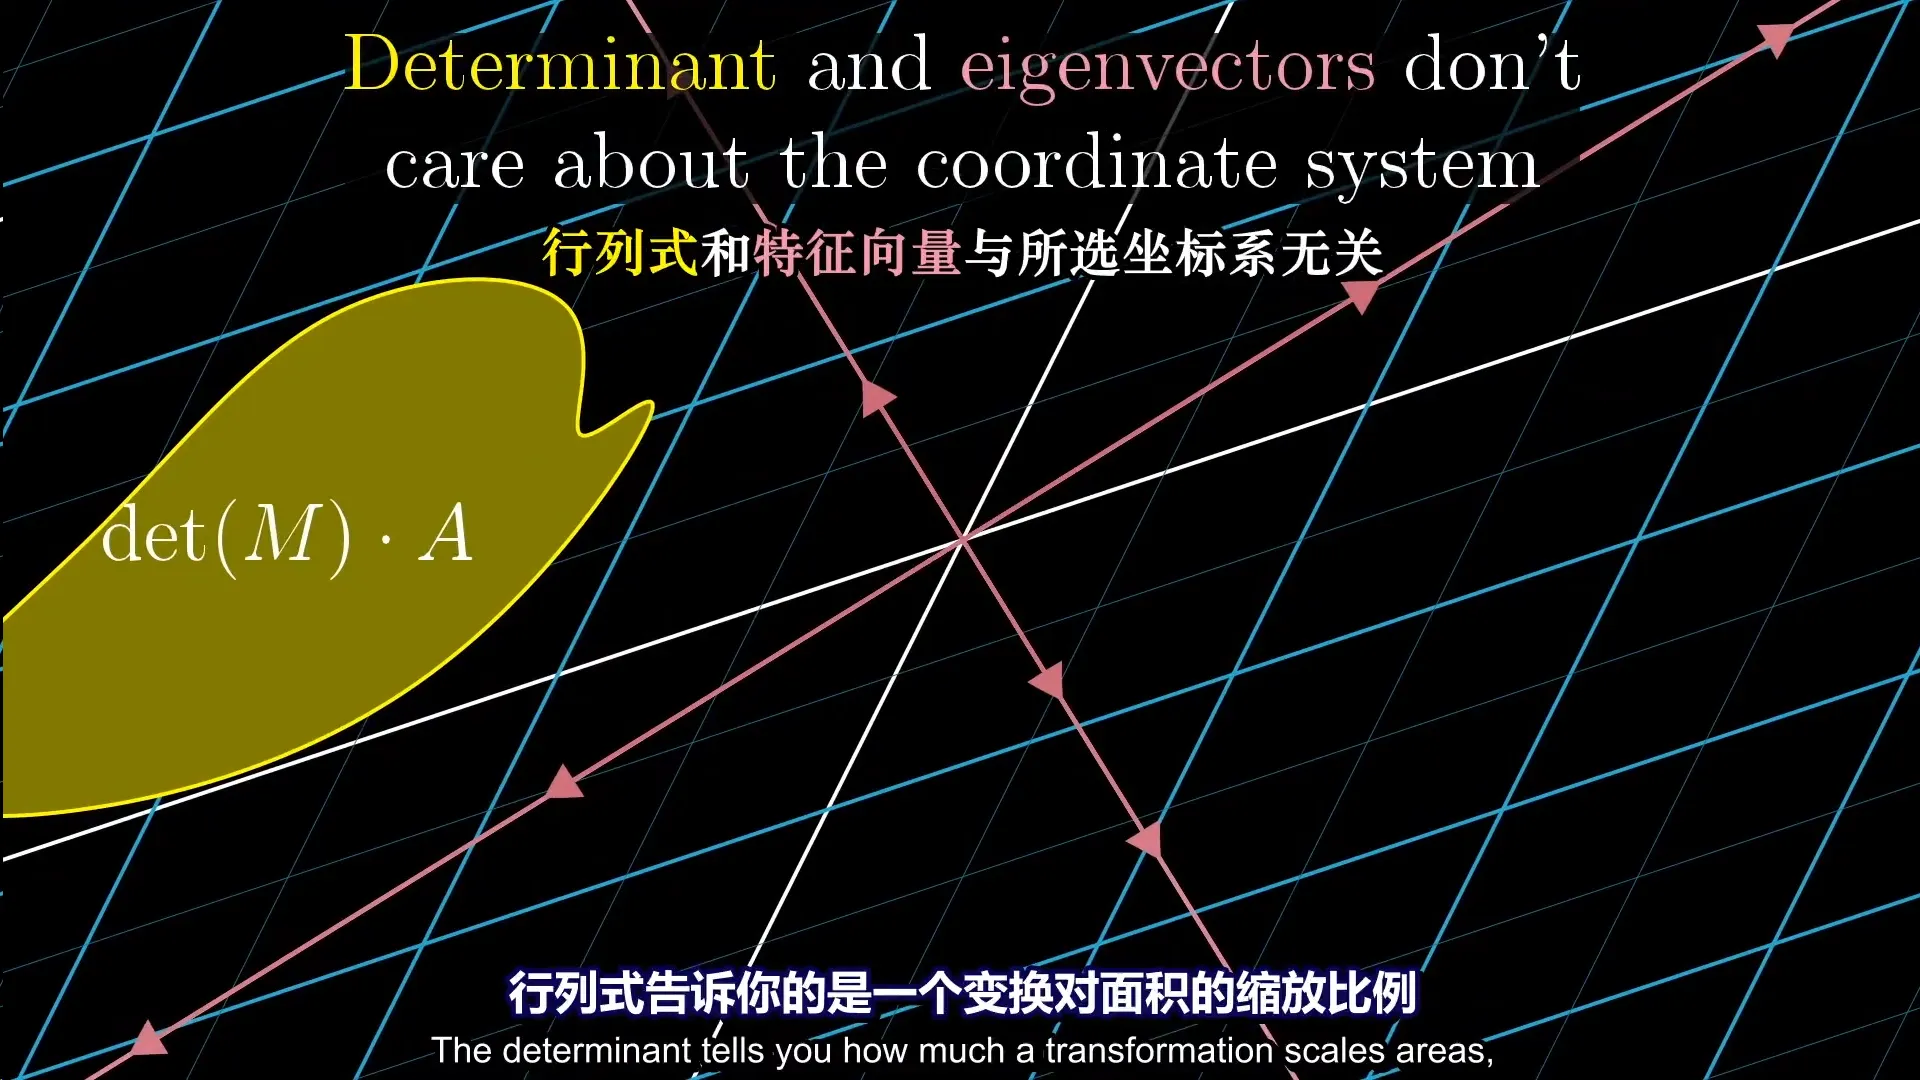 Determinant and eigenvectors don't
care about the coordinate system
行列式和特征向量与所选坐标系无关
det(M) · A
行列式告诉你的是一个变换对面积的缩放比例
The determinant tells you how much a transformation scales areas,